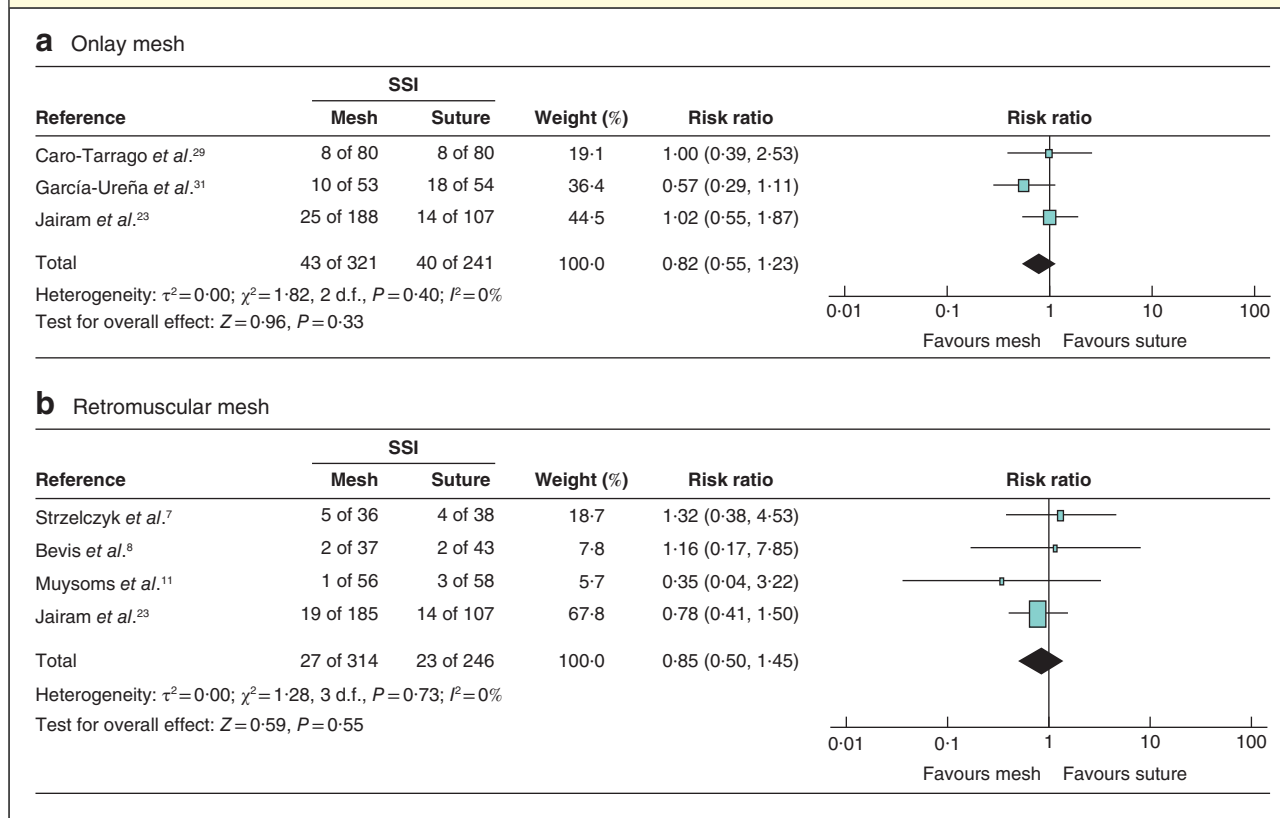 a Onlay mesh
SSI
Reference Mesh Suture Weight (%) Risk ratio Risk ratio
Caro-Tarrago et al.²⁹ 8 of 80 8 of 80 19·1 1·00 (0·39, 2·53)
García-Ureña et al.³¹ 10 of 53 18 of 54 36·4 0·57 (0·29, 1·11)
Jairam et al.²³ 25 of 188 14 of 107 44·5 1·02 (0·55, 1·87)
Total 43 of 321 40 of 241 100·0 0·82 (0·55, 1·23)
Heterogeneity: τ²=0·00; χ²=1·82, 2 d.f., P=0·40; I²=0%
Test for overall effect: Z=0·96, P=0·33
0·01 0·1 1 10 100
Favours mesh Favours suture
b Retromuscular mesh
SSI
Reference Mesh Suture Weight (%) Risk ratio Risk ratio
Strzelczyk et al.⁷ 5 of 36 4 of 38 18·7 1·32 (0·38, 4·53)
Bevis et al.⁸ 2 of 37 2 of 43 7·8 1·16 (0·17, 7·85)
Muysoms et al.¹¹ 1 of 56 3 of 58 5·7 0·35 (0·04, 3·22)
Jairam et al.²³ 19 of 185 14 of 107 67·8 0·78 (0·41, 1·50)
Total 27 of 314 23 of 246 100·0 0·85 (0·50, 1·45)
Heterogeneity: τ²=0·00; χ²=1·28, 3 d.f., P=0·73; I²=0%
Test for overall effect: Z=0·59, P=0·55
0·01 0·1 1 10 100
Favours mesh Favours suture